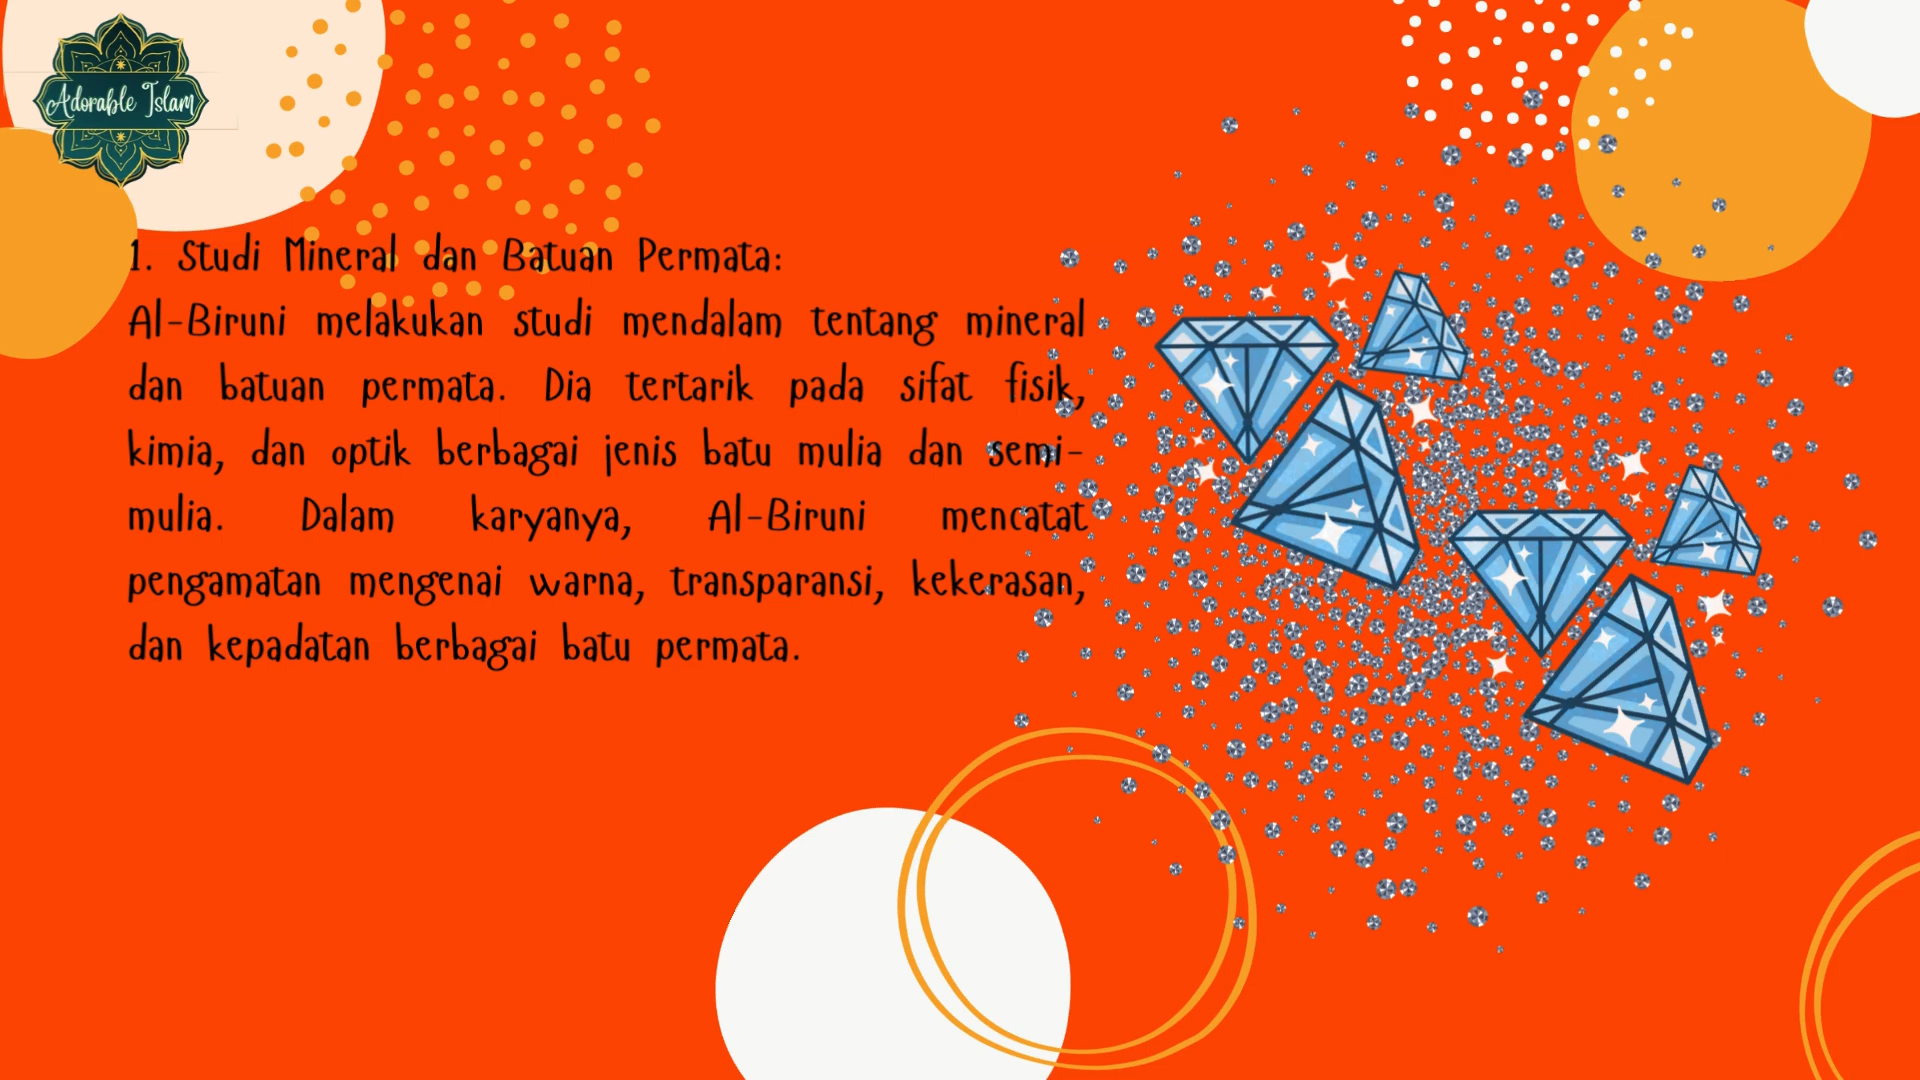 Adorable Islam
1. Studi Mineral dan Batuan Permata:
Al-Biruni melakukan studi mendalam tentang mineral
dan batuan permata. Dia tertarik pada sifat fisik,
kimia, dan optik berbagai jenis batu mulia dan semi-
mulia. Dalam karyanya, Al-Biruni mencatat
pengamatan mengenai warna, transparansi, kekerasan,
dan kepadatan berbagai batu permata.